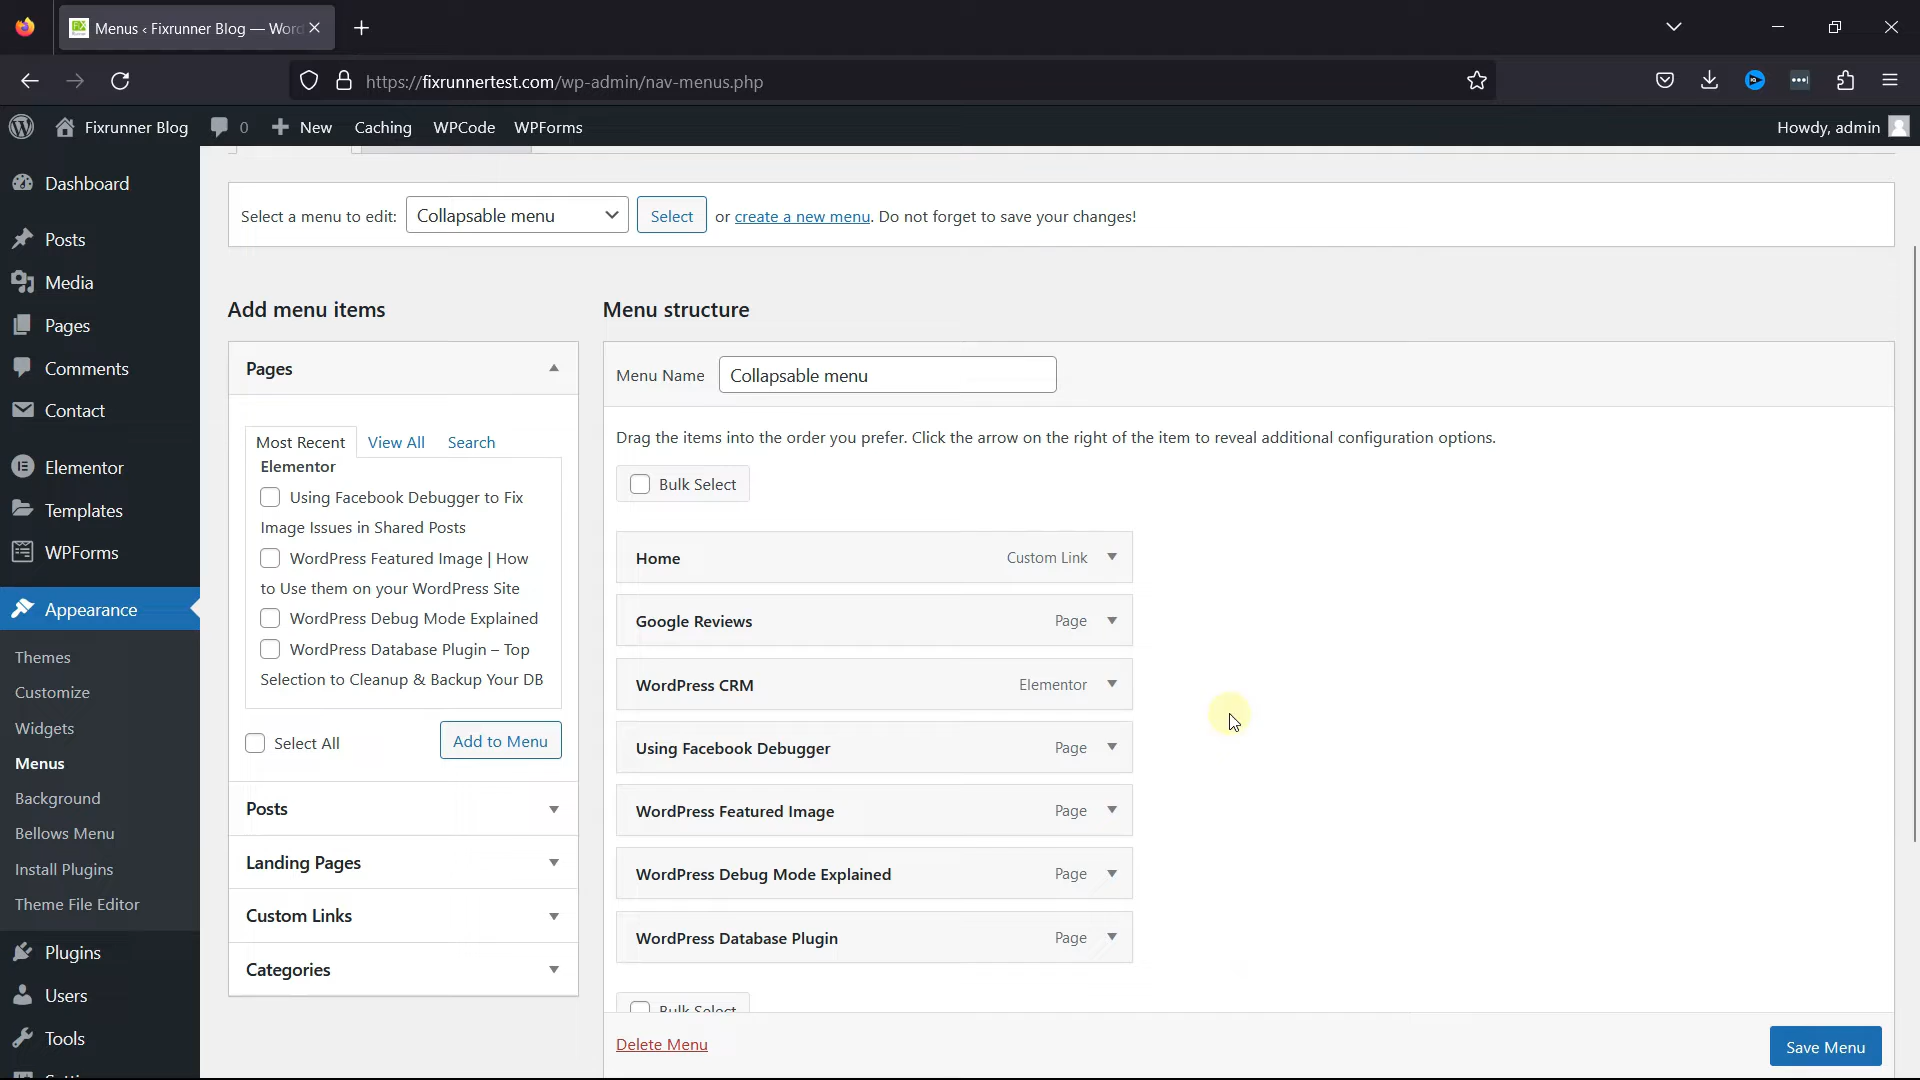 Menus ‹ Fixrunner Blog — Word
https://fixrunnertest.com/wp-admin/nav-menus.php
Fixrunner Blog 0 New Caching WPCode WPForms Howdy, admin
Dashboard
Posts
Media
Pages
Comments
Contact
Elementor
Templates
WPForms
Appearance
Themes
Customize
Widgets
Menus
Background
Bellows Menu
Install Plugins
Theme File Editor
Plugins
Users
Tools
Select a menu to edit: Collapsable menu Select or create a new menu. Do not forget to save your changes!
Add menu items
Pages
Most Recent View All Search
Elementor
Using Facebook Debugger to Fix
Image Issues in Shared Posts
WordPress Featured Image | How
to Use them on your WordPress Site
WordPress Debug Mode Explained
WordPress Database Plugin – Top
Selection to Cleanup & Backup Your DB
Select All Add to Menu
Posts
Landing Pages
Custom Links
Categories
Menu structure
Menu Name Collapsable menu
Drag the items into the order you prefer. Click the arrow on the right of the item to reveal additional configuration options.
Bulk Select
Home Custom Link
Google Reviews Page
WordPress CRM Elementor
Using Facebook Debugger Page
WordPress Featured Image Page
WordPress Debug Mode Explained Page
WordPress Database Plugin Page
Bulk Select
Delete Menu Save Menu